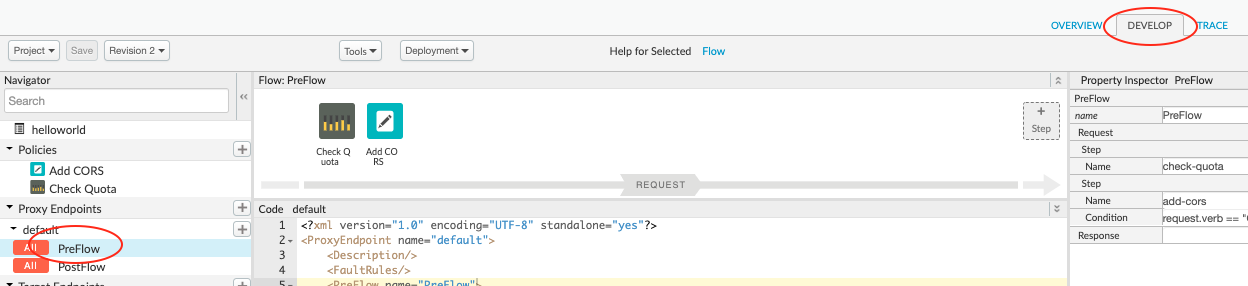 OVERVIEW DEVELOP TRACE
Project Save Revision 2 Tools Deployment Help for Selected Flow
Navigator
Search
helloworld
Policies
Add CORS
Check Quota
Proxy Endpoints
default
All PreFlow
All PostFlow
Target Endpoints
Flow: PreFlow
Check Q
uota
Add CO
RS
+
Step
REQUEST
Code default
1 <?xml version="1.0" encoding="UTF-8" standalone="yes"?>
2 <ProxyEndpoint name="default">
3 <Description/>
4 <FaultRules/>
5 <PreFlow name="PreFlow">
Property Inspector PreFlow
PreFlow
name PreFlow
Request
Step
Name check-quota
Step
Name add-cors
Condition request.verb == "
Response